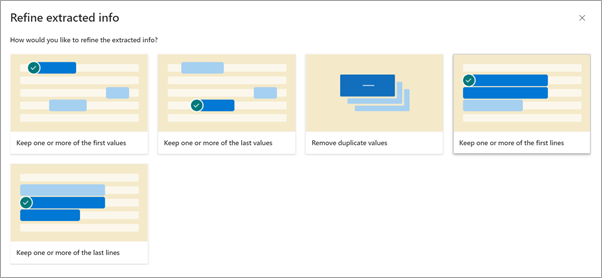 Refine extracted info
How would you like to refine the extracted info?
Keep one or more of the first values
Keep one or more of the last values
Remove duplicate values
Keep one or more of the first lines
Keep one or more of the last lines